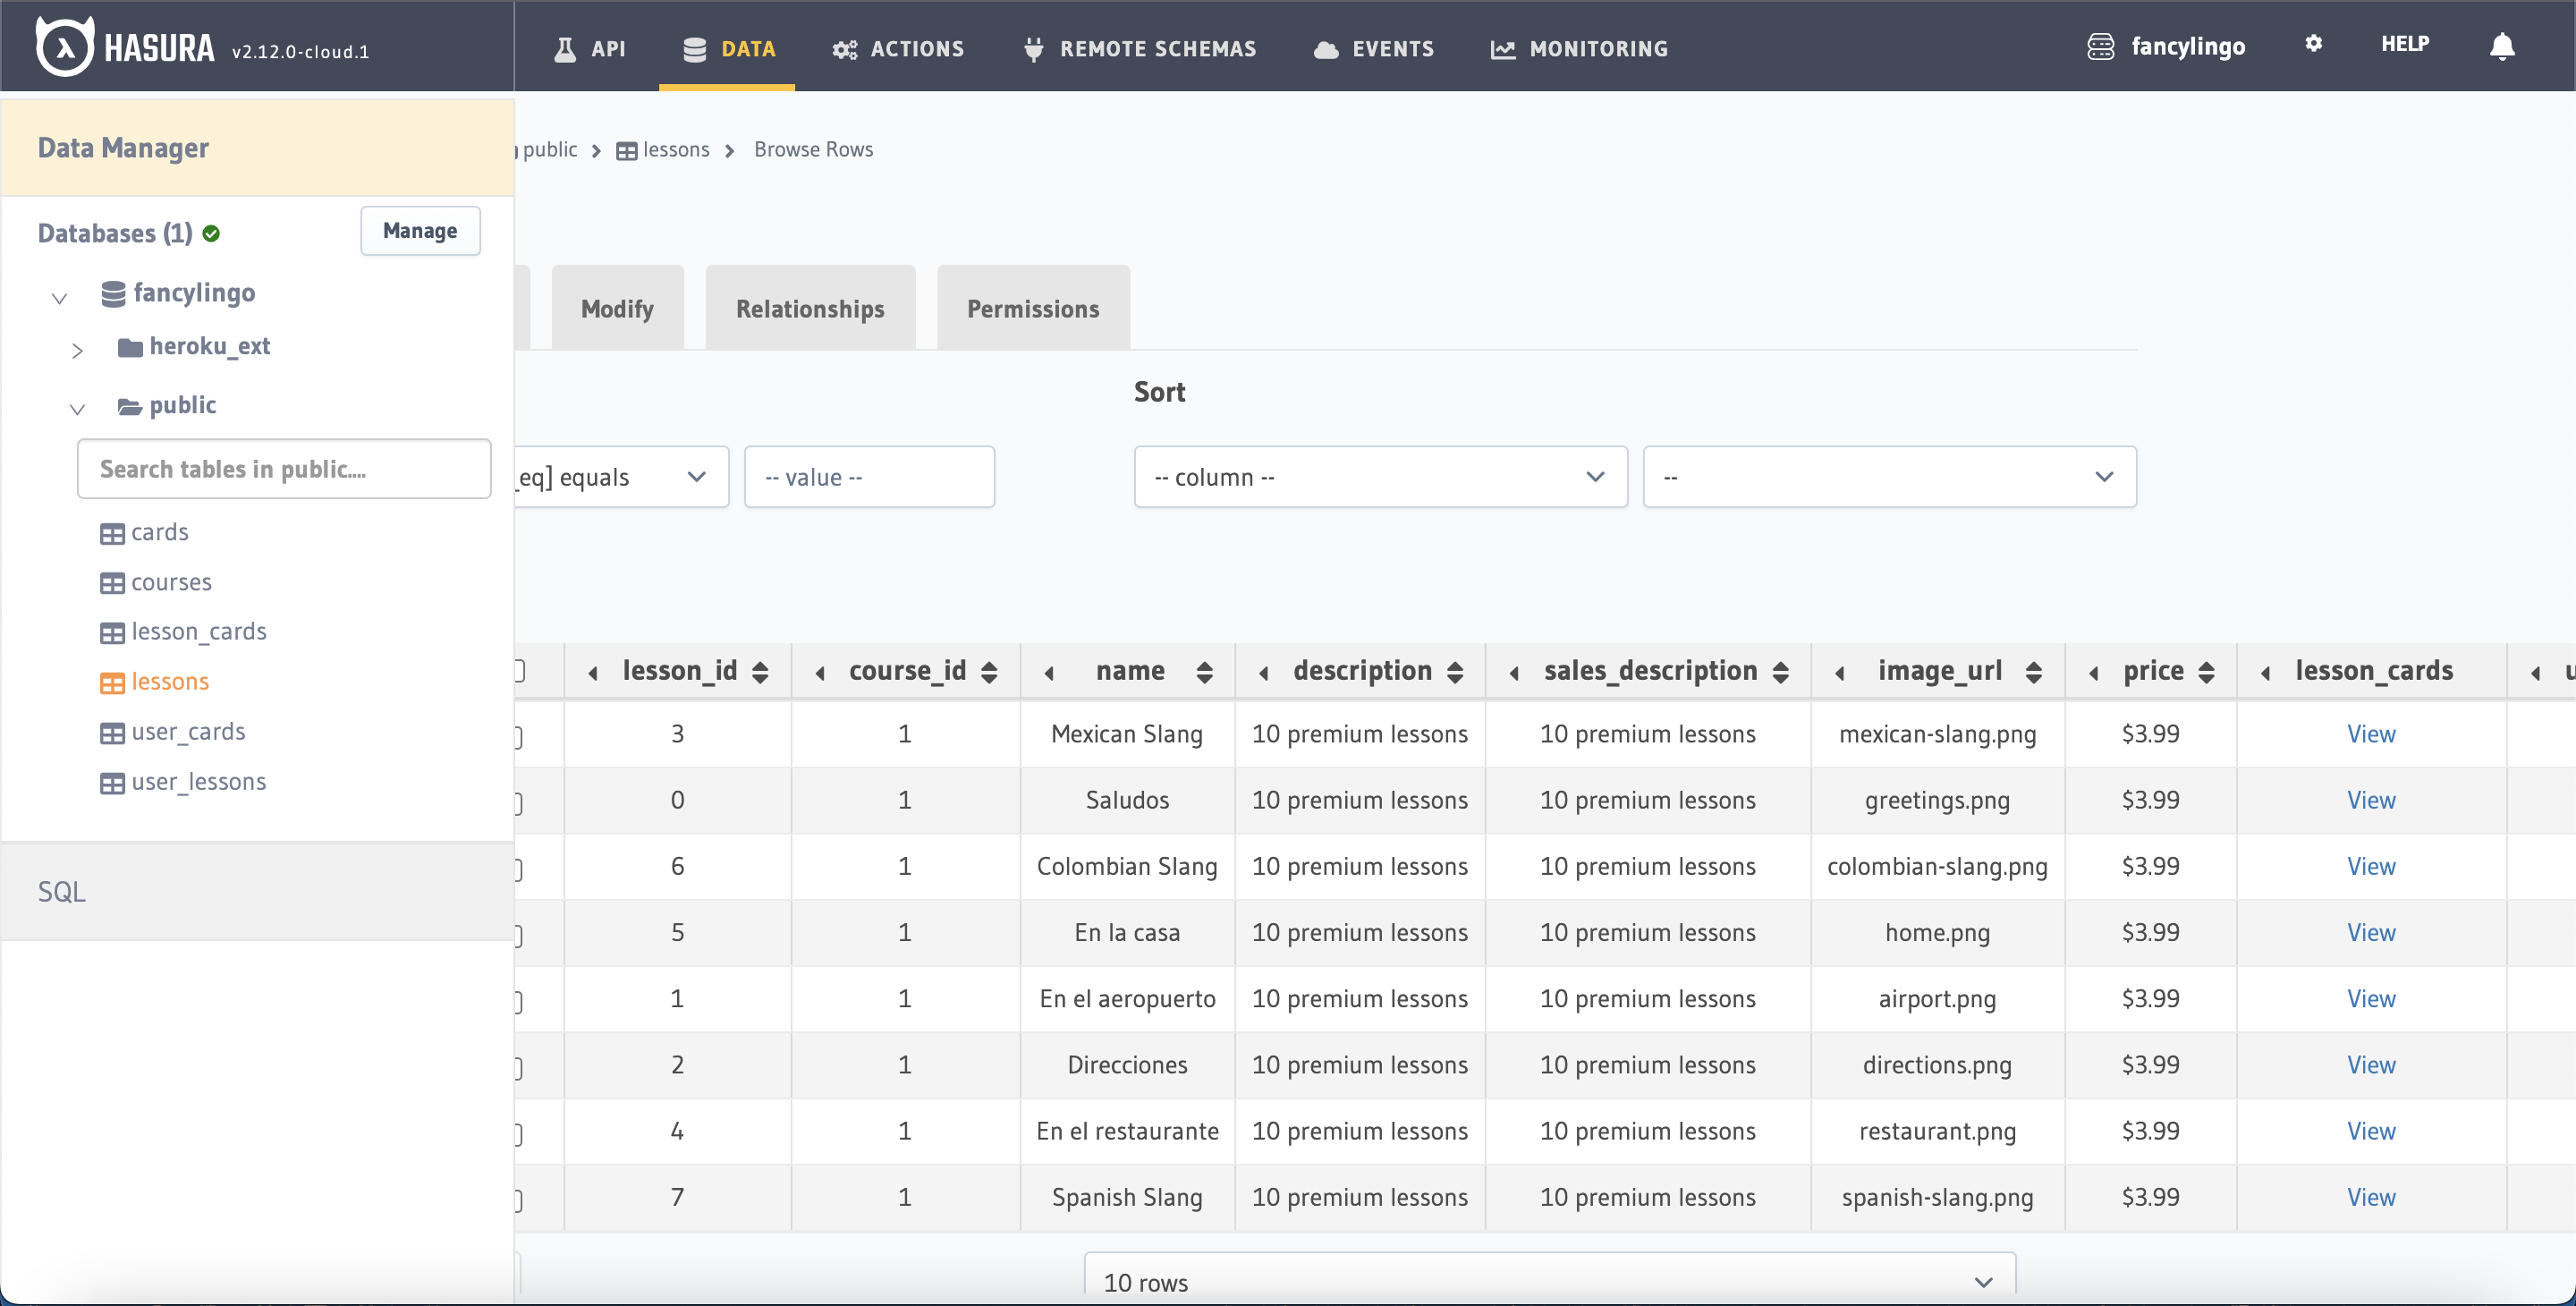 HASURA v2.12.0-cloud.1 API DATA ACTIONS REMOTE SCHEMAS EVENTS MONITORING fancylingo HELP
Data Manager
public lessons Browse Rows
Databases (1) Manage
fancylingo
heroku_ext
public
Search tables in public....
cards
courses
lesson_cards
lessons
user_cards
user_lessons
SQL
Modify Relationships Permissions
Sort
_eq] equals -- value -- -- column -- --
lesson_id course_id name description sales_description image_url price lesson_cards
3 1 Mexican Slang 10 premium lessons 10 premium lessons mexican-slang.png $3.99 View
0 1 Saludos 10 premium lessons 10 premium lessons greetings.png $3.99 View
6 1 Colombian Slang 10 premium lessons 10 premium lessons colombian-slang.png $3.99 View
5 1 En la casa 10 premium lessons 10 premium lessons home.png $3.99 View
1 1 En el aeropuerto 10 premium lessons 10 premium lessons airport.png $3.99 View
2 1 Direcciones 10 premium lessons 10 premium lessons directions.png $3.99 View
4 1 En el restaurante 10 premium lessons 10 premium lessons restaurant.png $3.99 View
7 1 Spanish Slang 10 premium lessons 10 premium lessons spanish-slang.png $3.99 View
10 rows